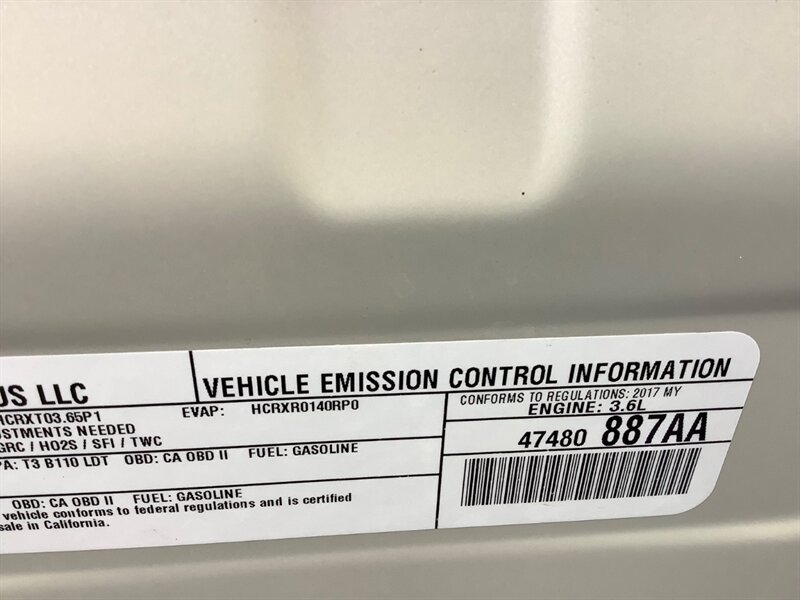 US LLC
VEHICLE EMISSION CONTROL INFORMATION
HCRXT03.65P1 EVAP: HCRXR0140RP0
CONFORMS TO REGULATIONS: 2017 MY
USTMENTS NEEDED
ENGINE: 3.6L
GRC / HO2S / SFI / TWC
47480 887AA
PA: T3 B110 LDT OBD: CA OBD II FUEL: GASOLINE
OBD: CA OBD II FUEL: GASOLINE
vehicle conforms to federal regulations and is certified
sale in California.